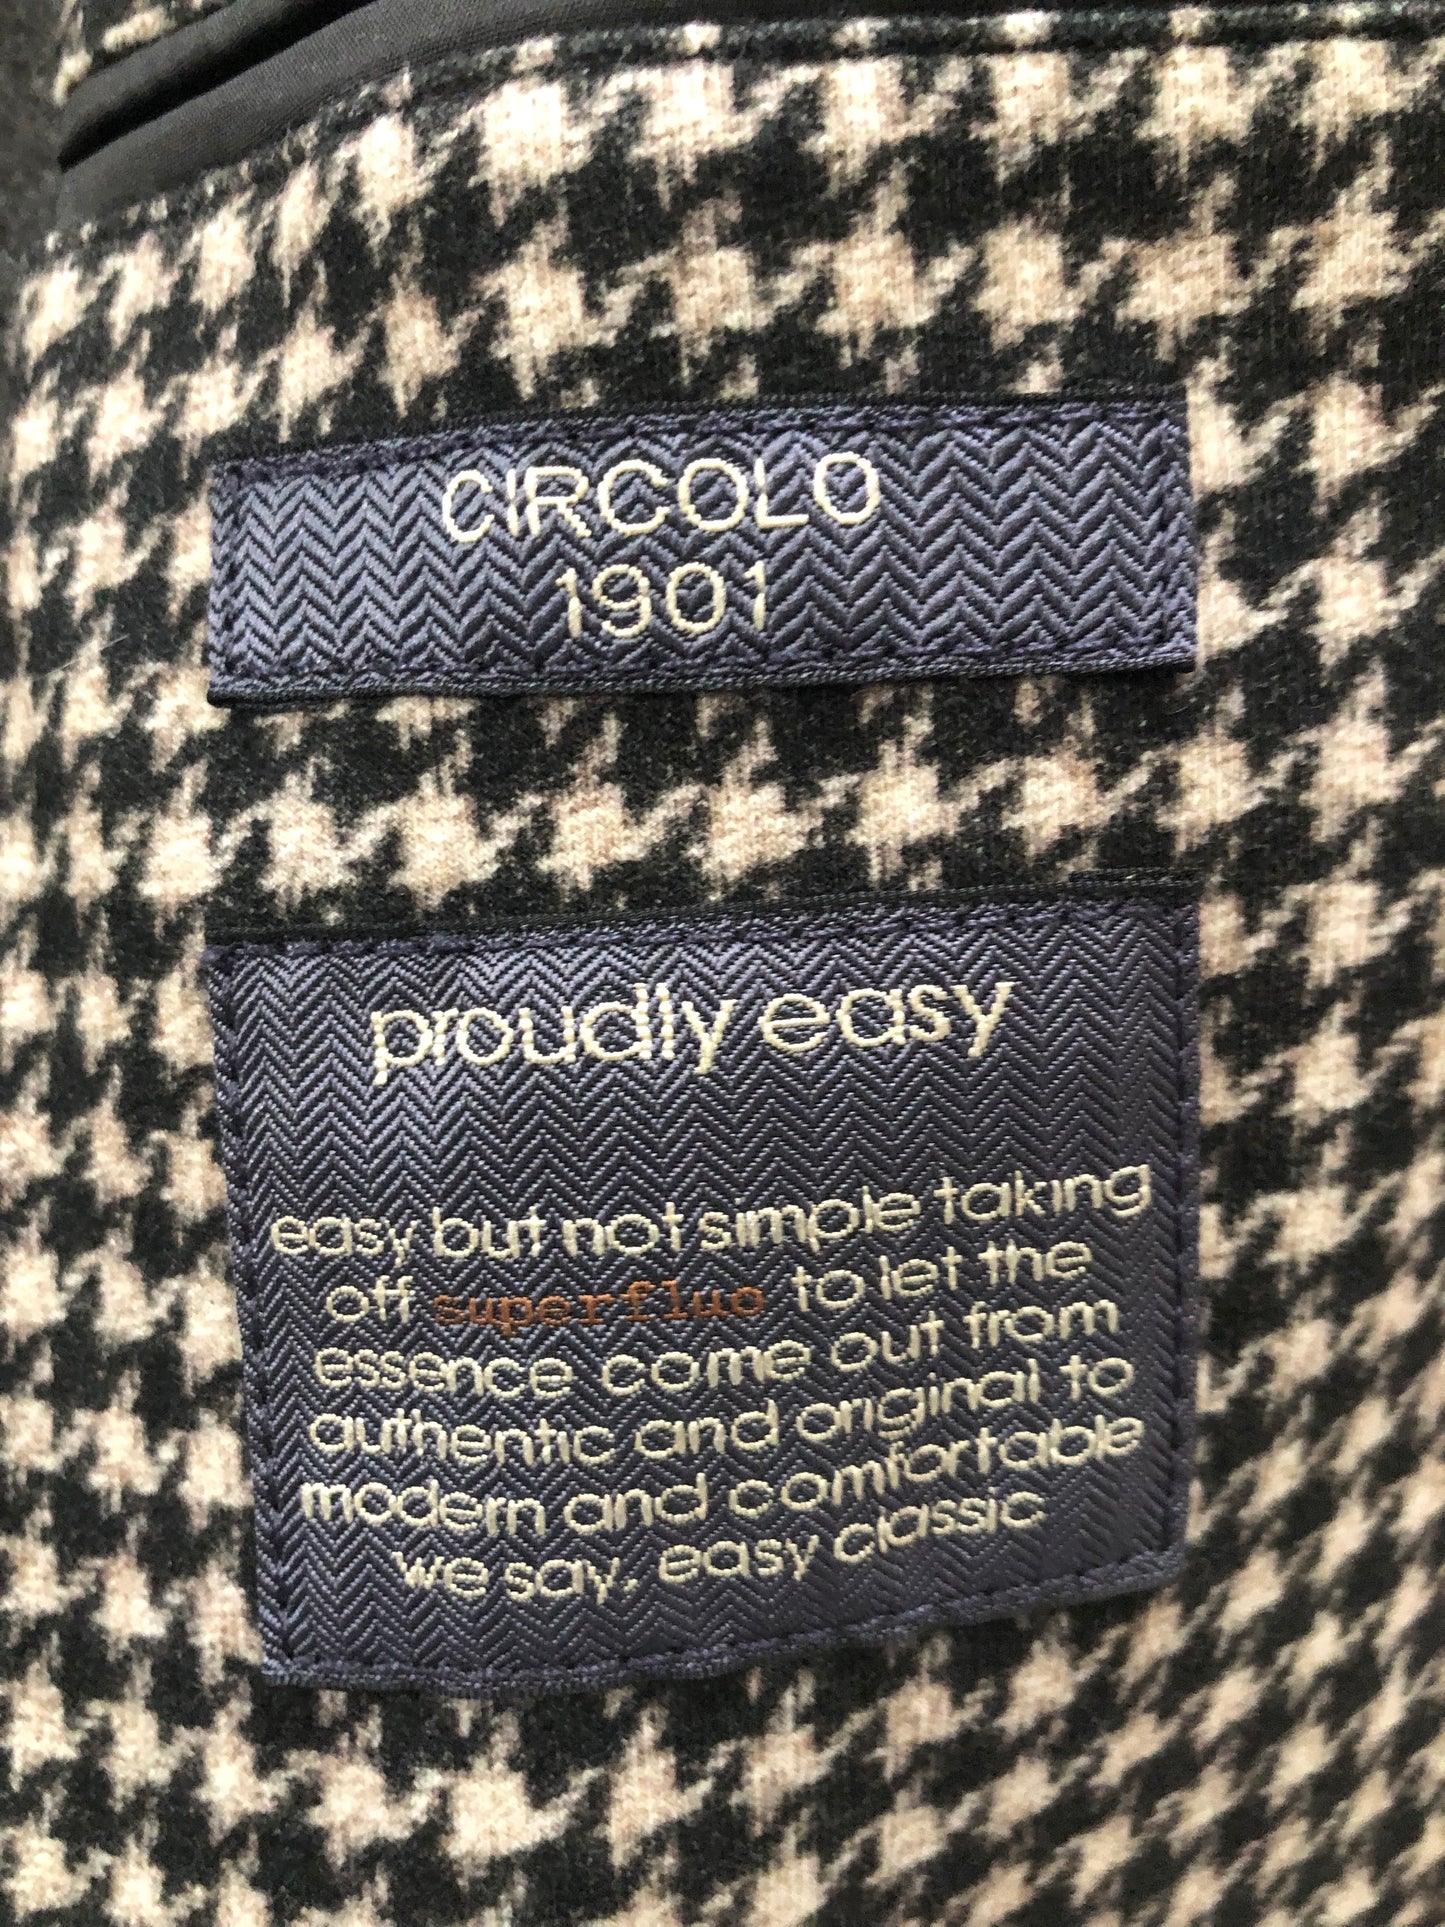 CIRCOLO
1901
proudly easy
easy but not simple taking
off superfluo to let the
essence come out from
authentic and original to
modern and comfortable
we say, easy classic